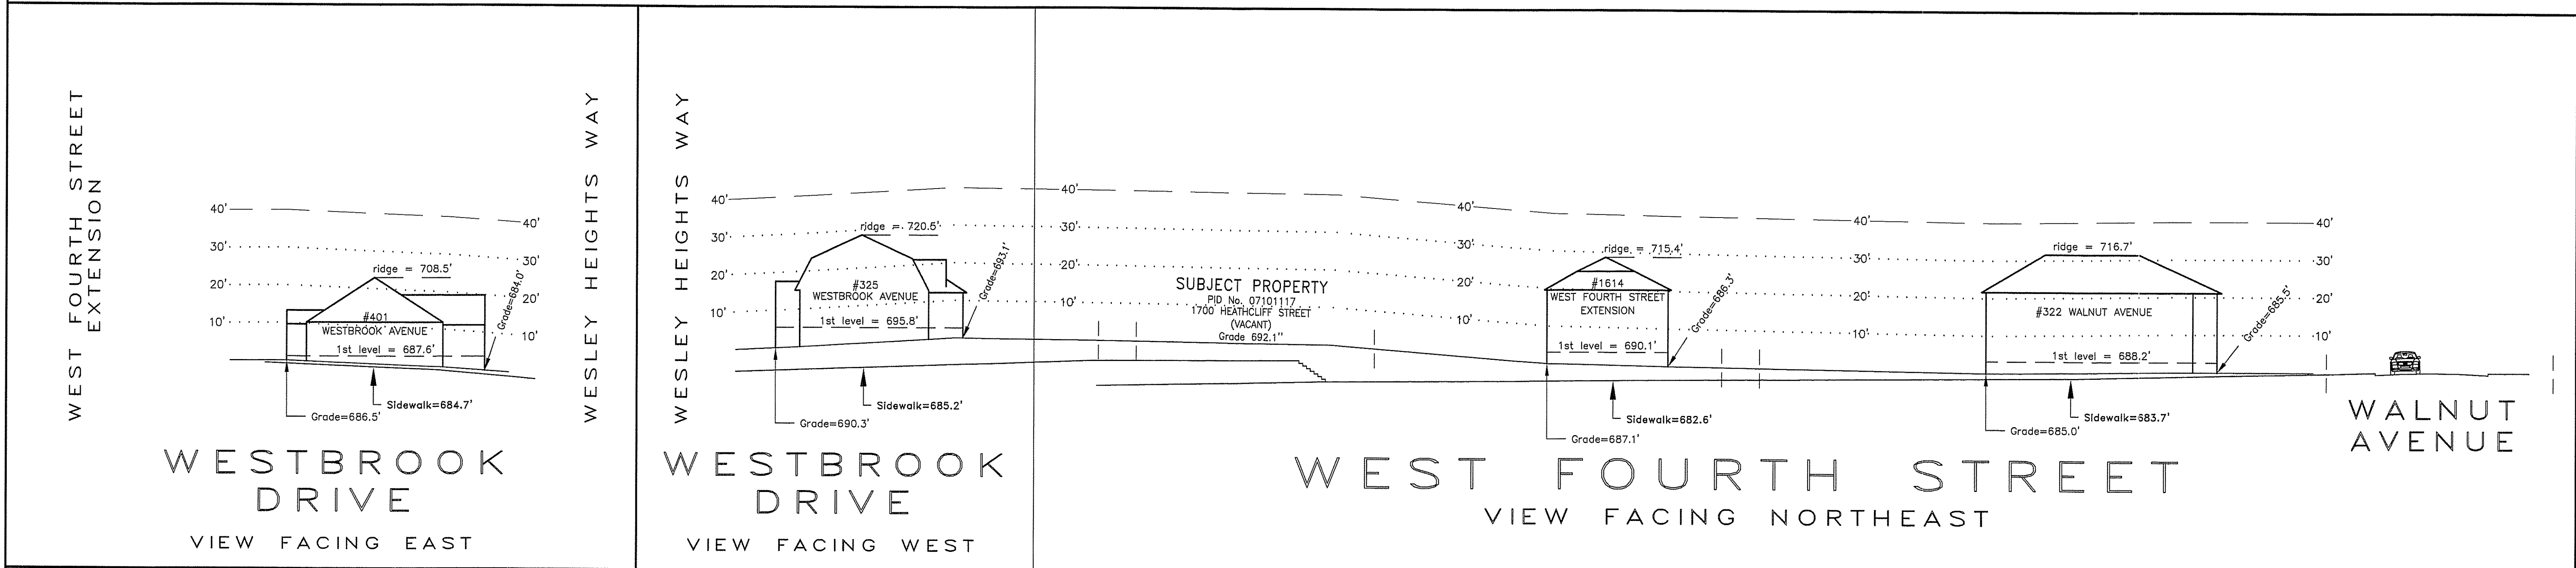 WEST FOURTH STREET
EXTENSION
40'
40'
30'
30'
20'
20'
10'
10'
ridge = 708.5'
#401
WESTBROOK AVENUE
1st level = 687.6'
Grade=684.0'
Sidewalk=684.7'
Grade=686.5'
WESTBROOK
DRIVE
VIEW FACING EAST
WESLEY HEIGHTS WAY
WESLEY HEIGHTS WAY
40'
30'
20'
10'
ridge = 720.5'
#325
WESTBROOK AVENUE
1st level = 695.8'
Grade=693.1'
Sidewalk=685.2'
Grade=690.3'
WESTBROOK
DRIVE
VIEW FACING WEST
40'
30'
20'
10'
SUBJECT PROPERTY
PID No. 07101117
1700 HEATHCLIFF STREET
(VACANT)
Grade 692.1"
40'
30'
20'
10'
ridge = 715.4'
#1614
WEST FOURTH STREET
EXTENSION
1st level = 690.1'
Grade=686.3'
Sidewalk=682.6'
Grade=687.1'
40'
30'
20'
10'
ridge = 716.7'
#322 WALNUT AVENUE
1st level = 688.2'
Grade=685.5'
Sidewalk=683.7'
Grade=685.0'
40'
30'
20'
10'
WEST FOURTH STREET
VIEW FACING NORTHEAST
WALNUT
AVENUE